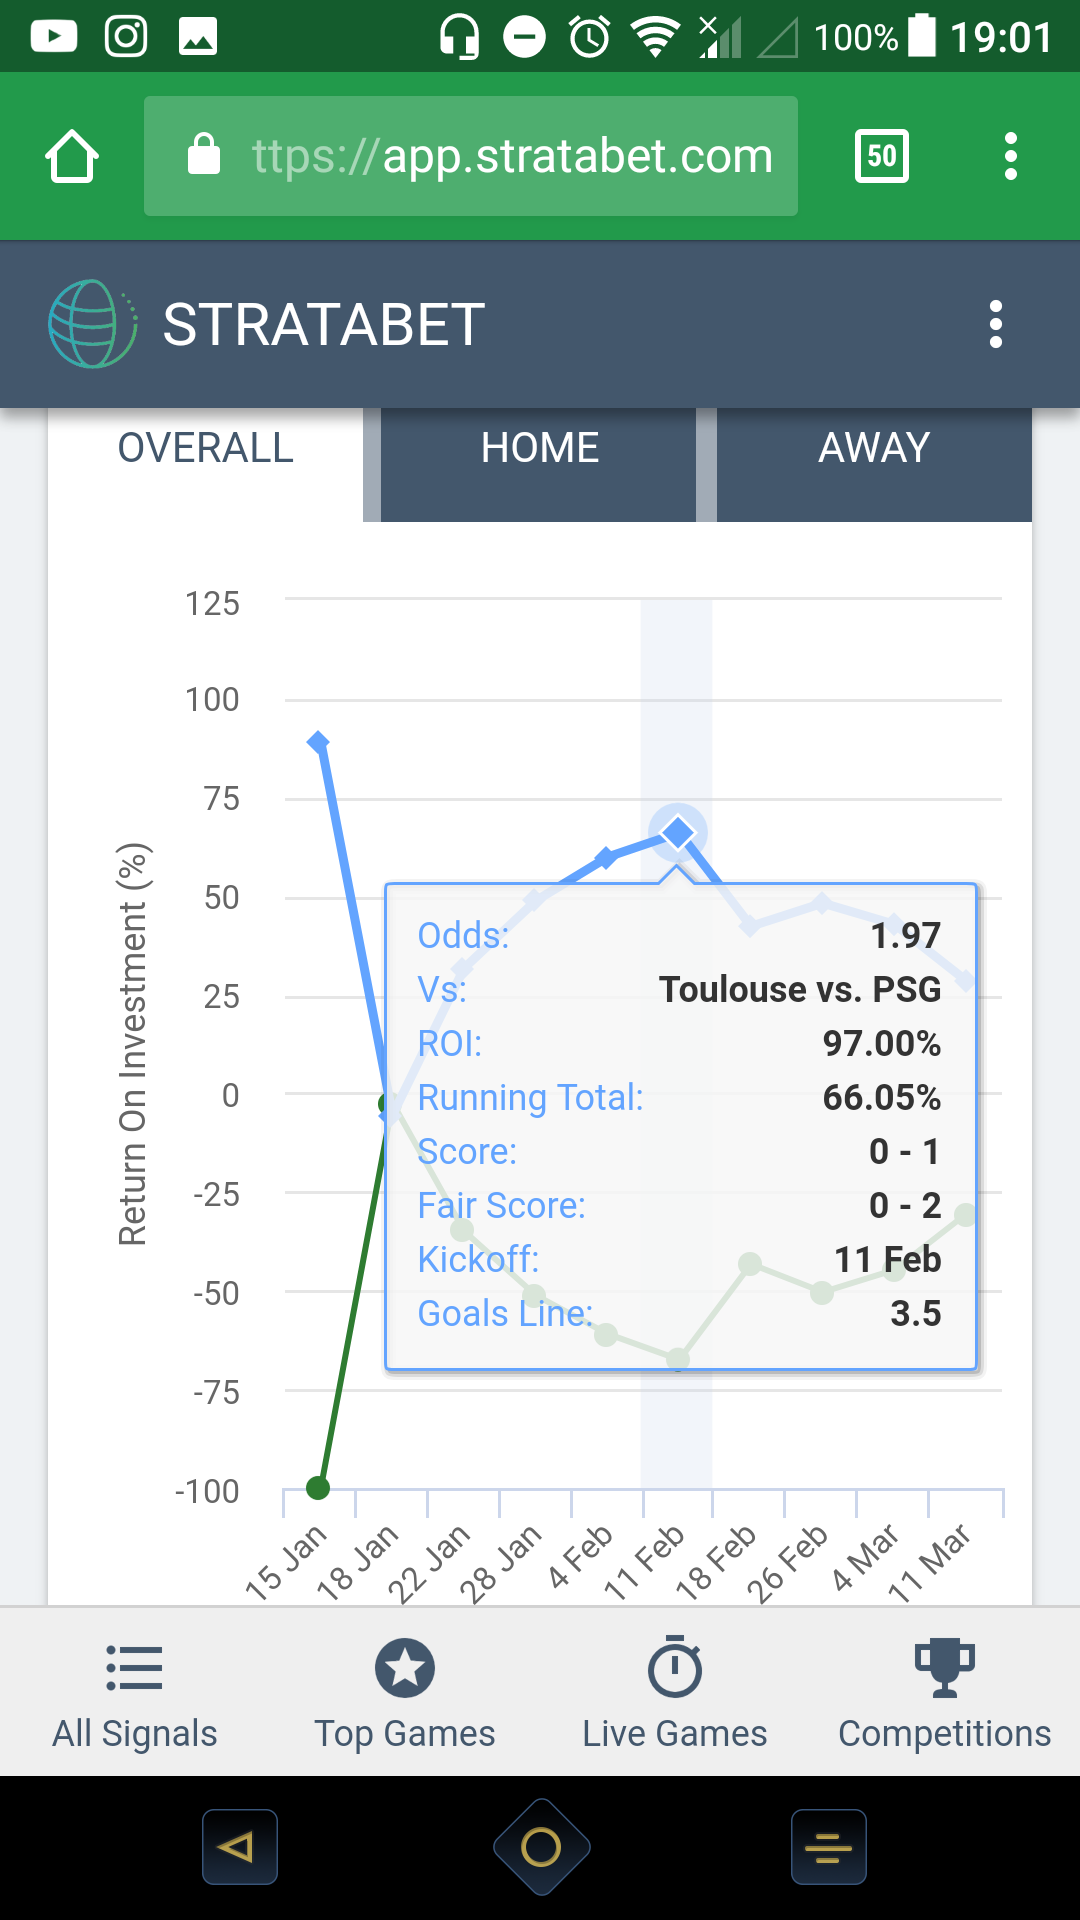 100% 19:01
ttps://app.stratabet.com
50
STRATABET
OVERALL HOME AWAY
Return On Investment (%)
125
100
75
50
25
0
-25
-50
-75
-100
Odds: 1.97
Vs: Toulouse vs. PSG
ROI: 97.00%
Running Total: 66.05%
Score: 0 - 1
Fair Score: 0 - 2
Kickoff: 11 Feb
Goals Line: 3.5
15 Jan 18 Jan 22 Jan 28 Jan 4 Feb 11 Feb 18 Feb 26 Feb 4 Mar 11 Mar
All Signals Top Games Live Games Competitions